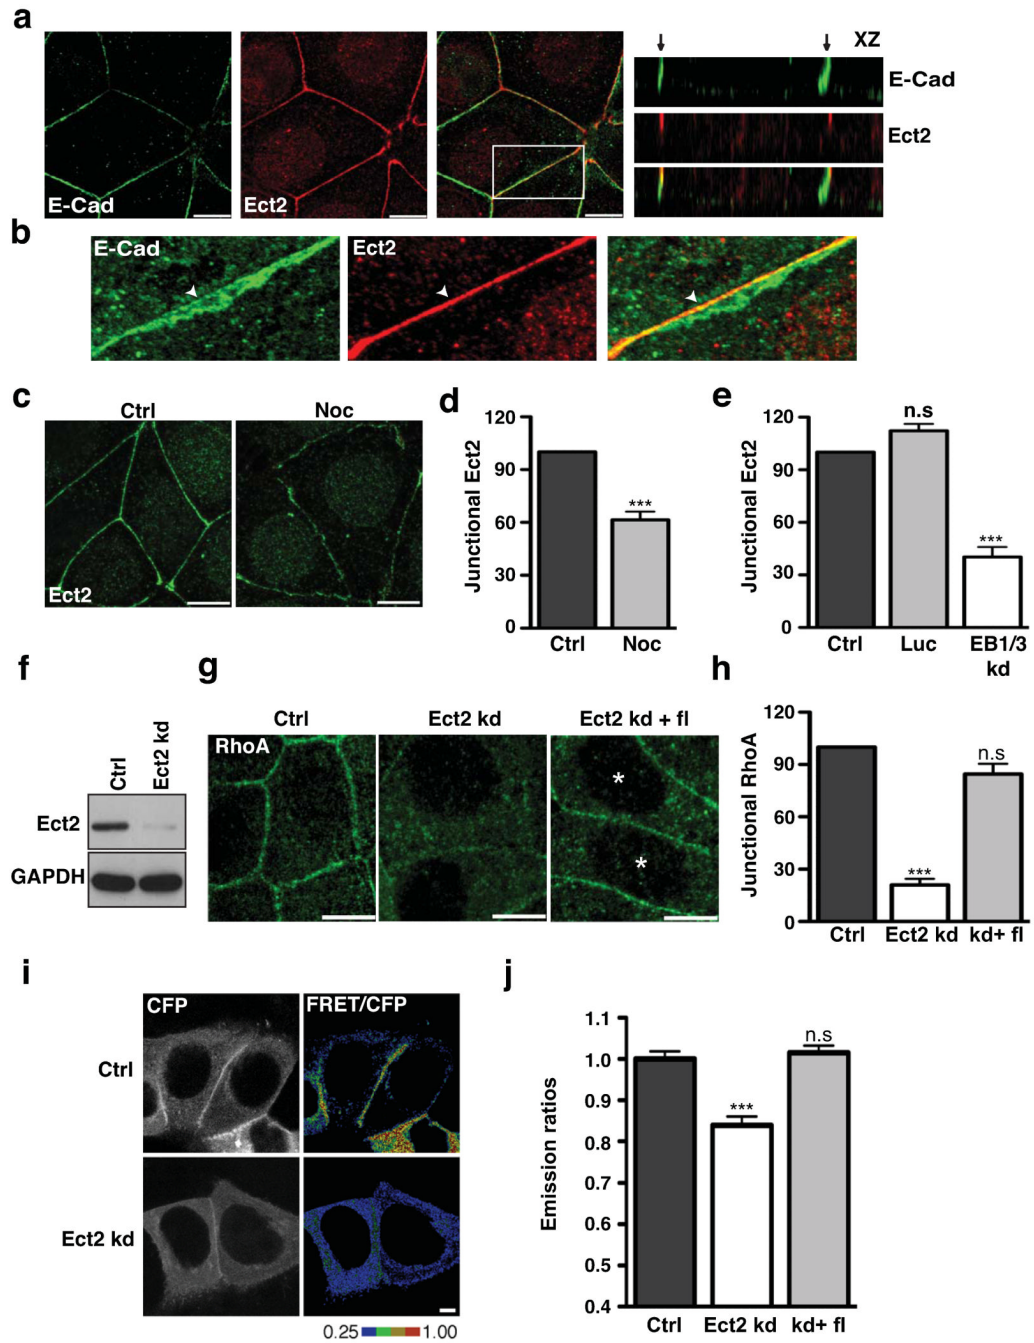 a
E-Cad
Ect2
XZ
E-Cad
Ect2
b
E-Cad
Ect2
c
Ctrl
Noc
Ect2
d
Junctional Ect2
120
90
60
30
0
***
Ctrl
Noc
e
Junctional Ect2
120
90
60
30
0
n.s
***
Ctrl
Luc
EB1/3
kd
f
Ctrl
Ect2 kd
Ect2
GAPDH
g
Ctrl
Ect2 kd
Ect2 kd + fl
RhoA
*
*
h
Junctional RhoA
120
90
60
30
0
***
n.s
Ctrl
Ect2 kd
kd+ fl
i
CFP
FRET/CFP
Ctrl
Ect2 kd
0.25
1.00
j
Emission ratios
1.1
1.0
0.9
0.8
0.7
0.6
0.5
0.4
***
n.s
Ctrl
Ect2 kd
kd+ fl